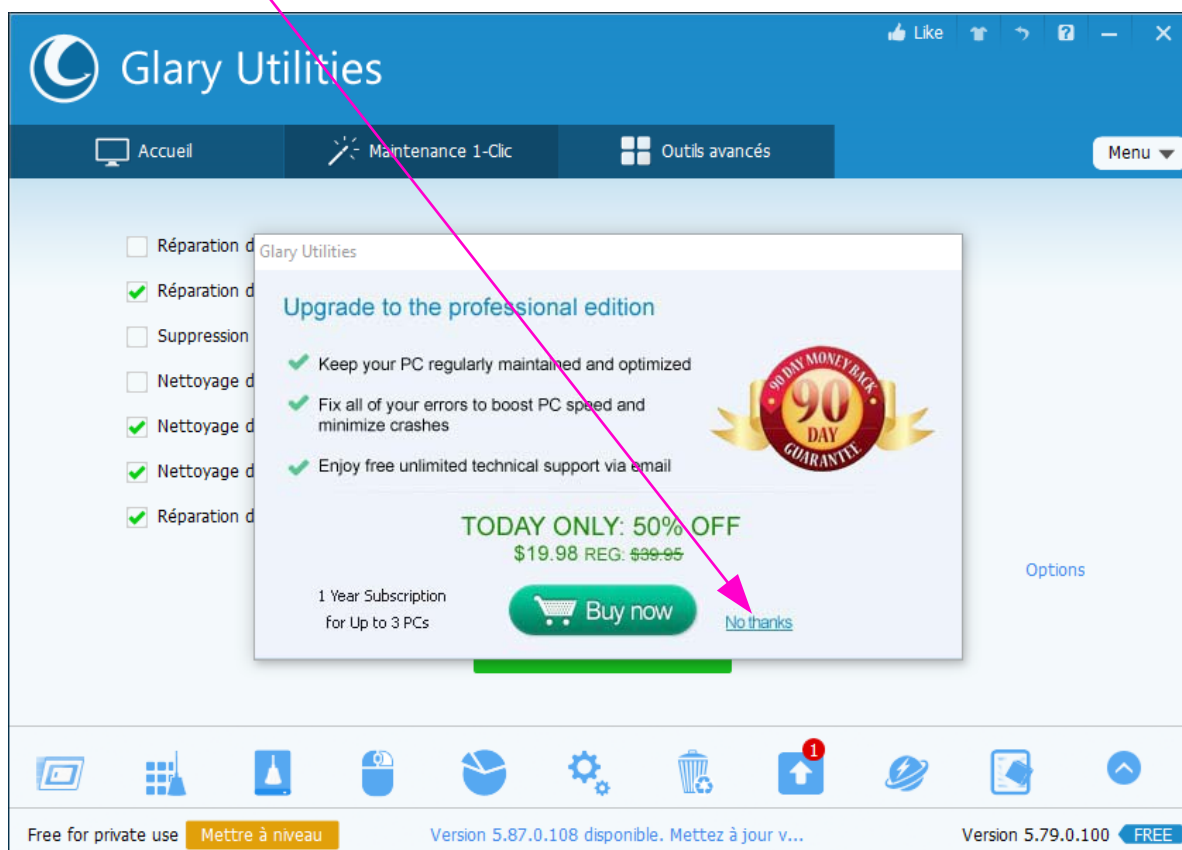 Like
Glary Utilities
Accueil
Maintenance 1-Clic
Outils avancés
Menu
Réparation d
Réparation d
Suppression
Nettoyage d
Nettoyage d
Nettoyage d
Réparation d
Glary Utilities
Upgrade to the professional edition
Keep your PC regularly maintained and optimized
Fix all of your errors to boost PC speed and
minimize crashes
Enjoy free unlimited technical support via email
90 DAY MONEY BACK
90
DAY
GUARANTEE
TODAY ONLY: 50% OFF
$19.98 REG: $39.95
1 Year Subscription
for Up to 3 PCs
Buy now
No thanks
Options
1
Free for private use
Mettre à niveau
Version 5.87.0.108 disponible. Mettez à jour v...
Version 5.79.0.100
FREE